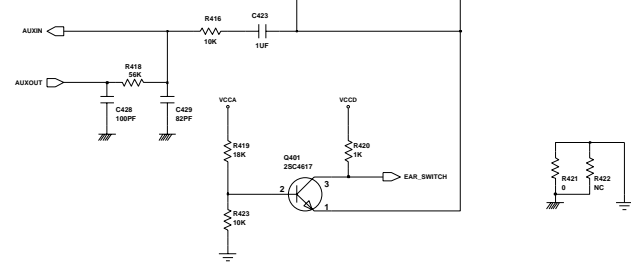 C423
R416
AUXIN
10K
1UF
R418
56K
AUXOUT
C428
100PF
C429
82PF
VCCA
VCCD
R419
18K
R420
1K
Q401
2SC4617
3
EAR_SWITCH
2
1
R423
10K
R421
0
R422
NC